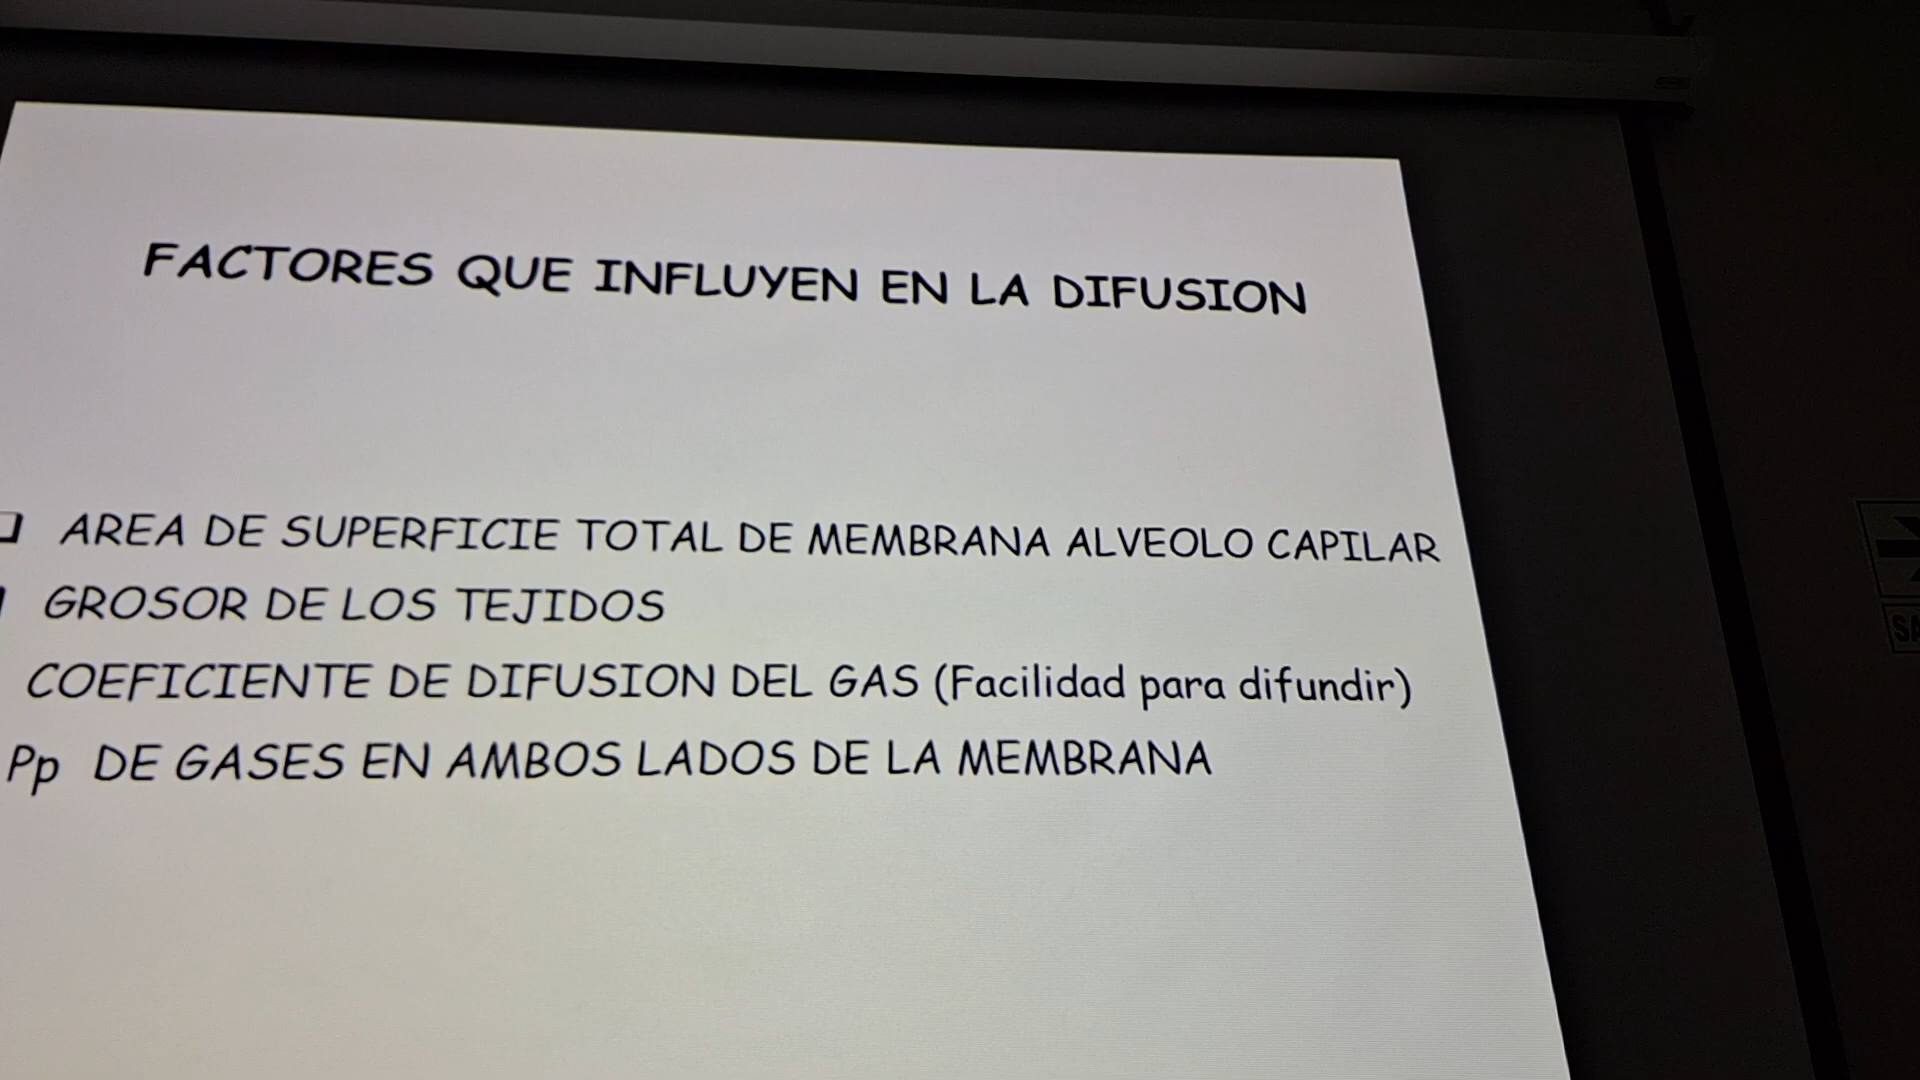 FACTORES QUE INFLUYEN EN LA DIFUSION
AREA DE SUPERFICIE TOTAL DE MEMBRANA ALVEOLO CAPILAR
GROSOR DE LOS TEJIDOS
COEFICIENTE DE DIFUSION DEL GAS (Facilidad para difundir)
Pp DE GASES EN AMBOS LADOS DE LA MEMBRANA